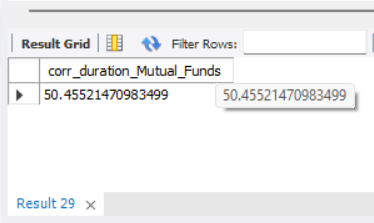 Result Grid Filter Rows:
corr_duration_Mutual_Funds
50.45521470983499 50.45521470983499
Result 29 ×